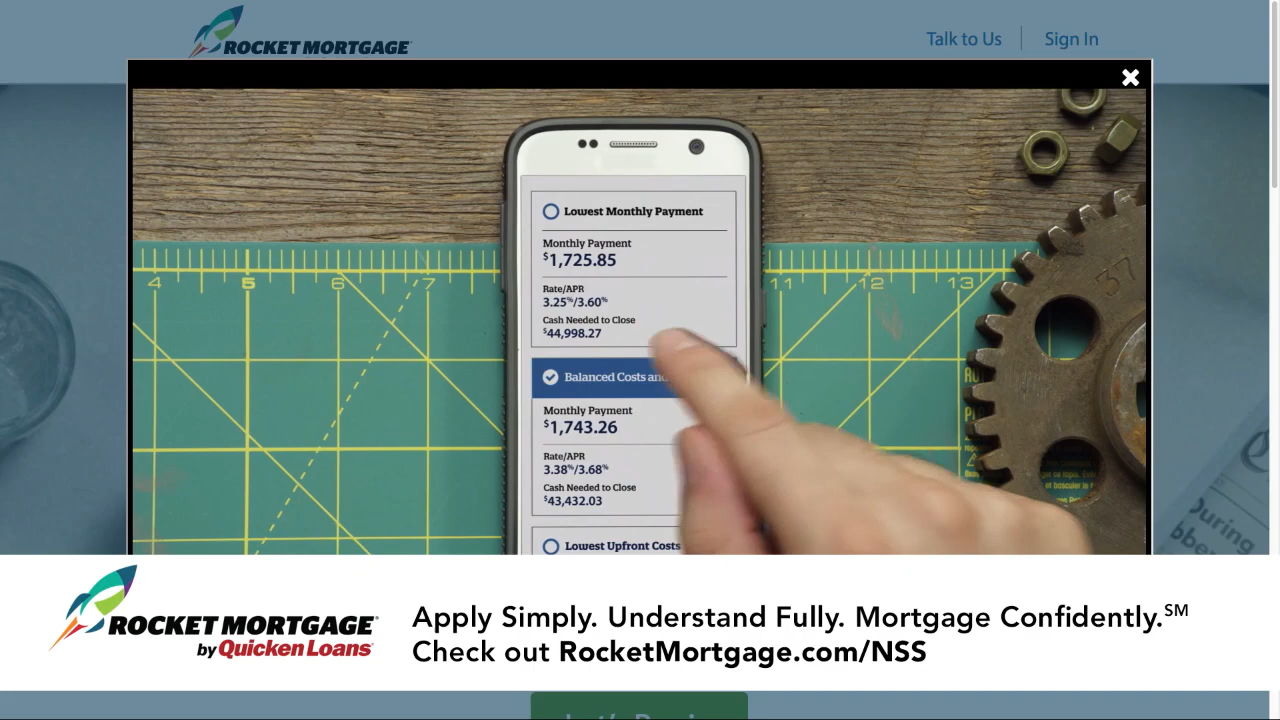 ROCKET MORTGAGE
Talk to Us
Sign In
Lowest Monthly Payment
Monthly Payment
$1,725.85
Rate/APR
3.25%/3.60%
Cash Needed to Close
$44,998.27
Balanced Costs and
Monthly Payment
$1,743.26
Rate/APR
3.38%/3.68%
Cash Needed to Close
$43,432.03
Lowest Upfront Costs
4 5 6 7
11 12 13
37
During
ROCKET MORTGAGE
by Quicken Loans
Apply Simply. Understand Fully. Mortgage Confidently.SM
Check out RocketMortgage.com/NSS